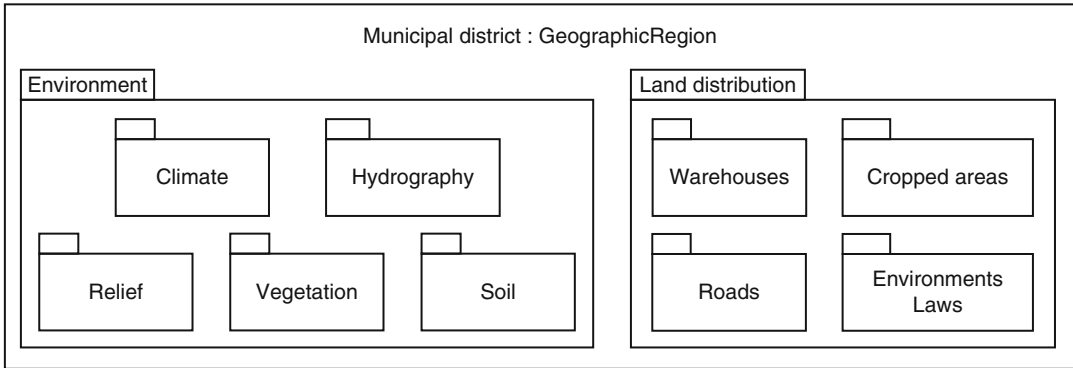 Municipal district : GeographicRegion
Environment
Climate
Hydrography
Relief
Vegetation
Soil
Land distribution
Warehouses
Cropped areas
Roads
Environments
Laws